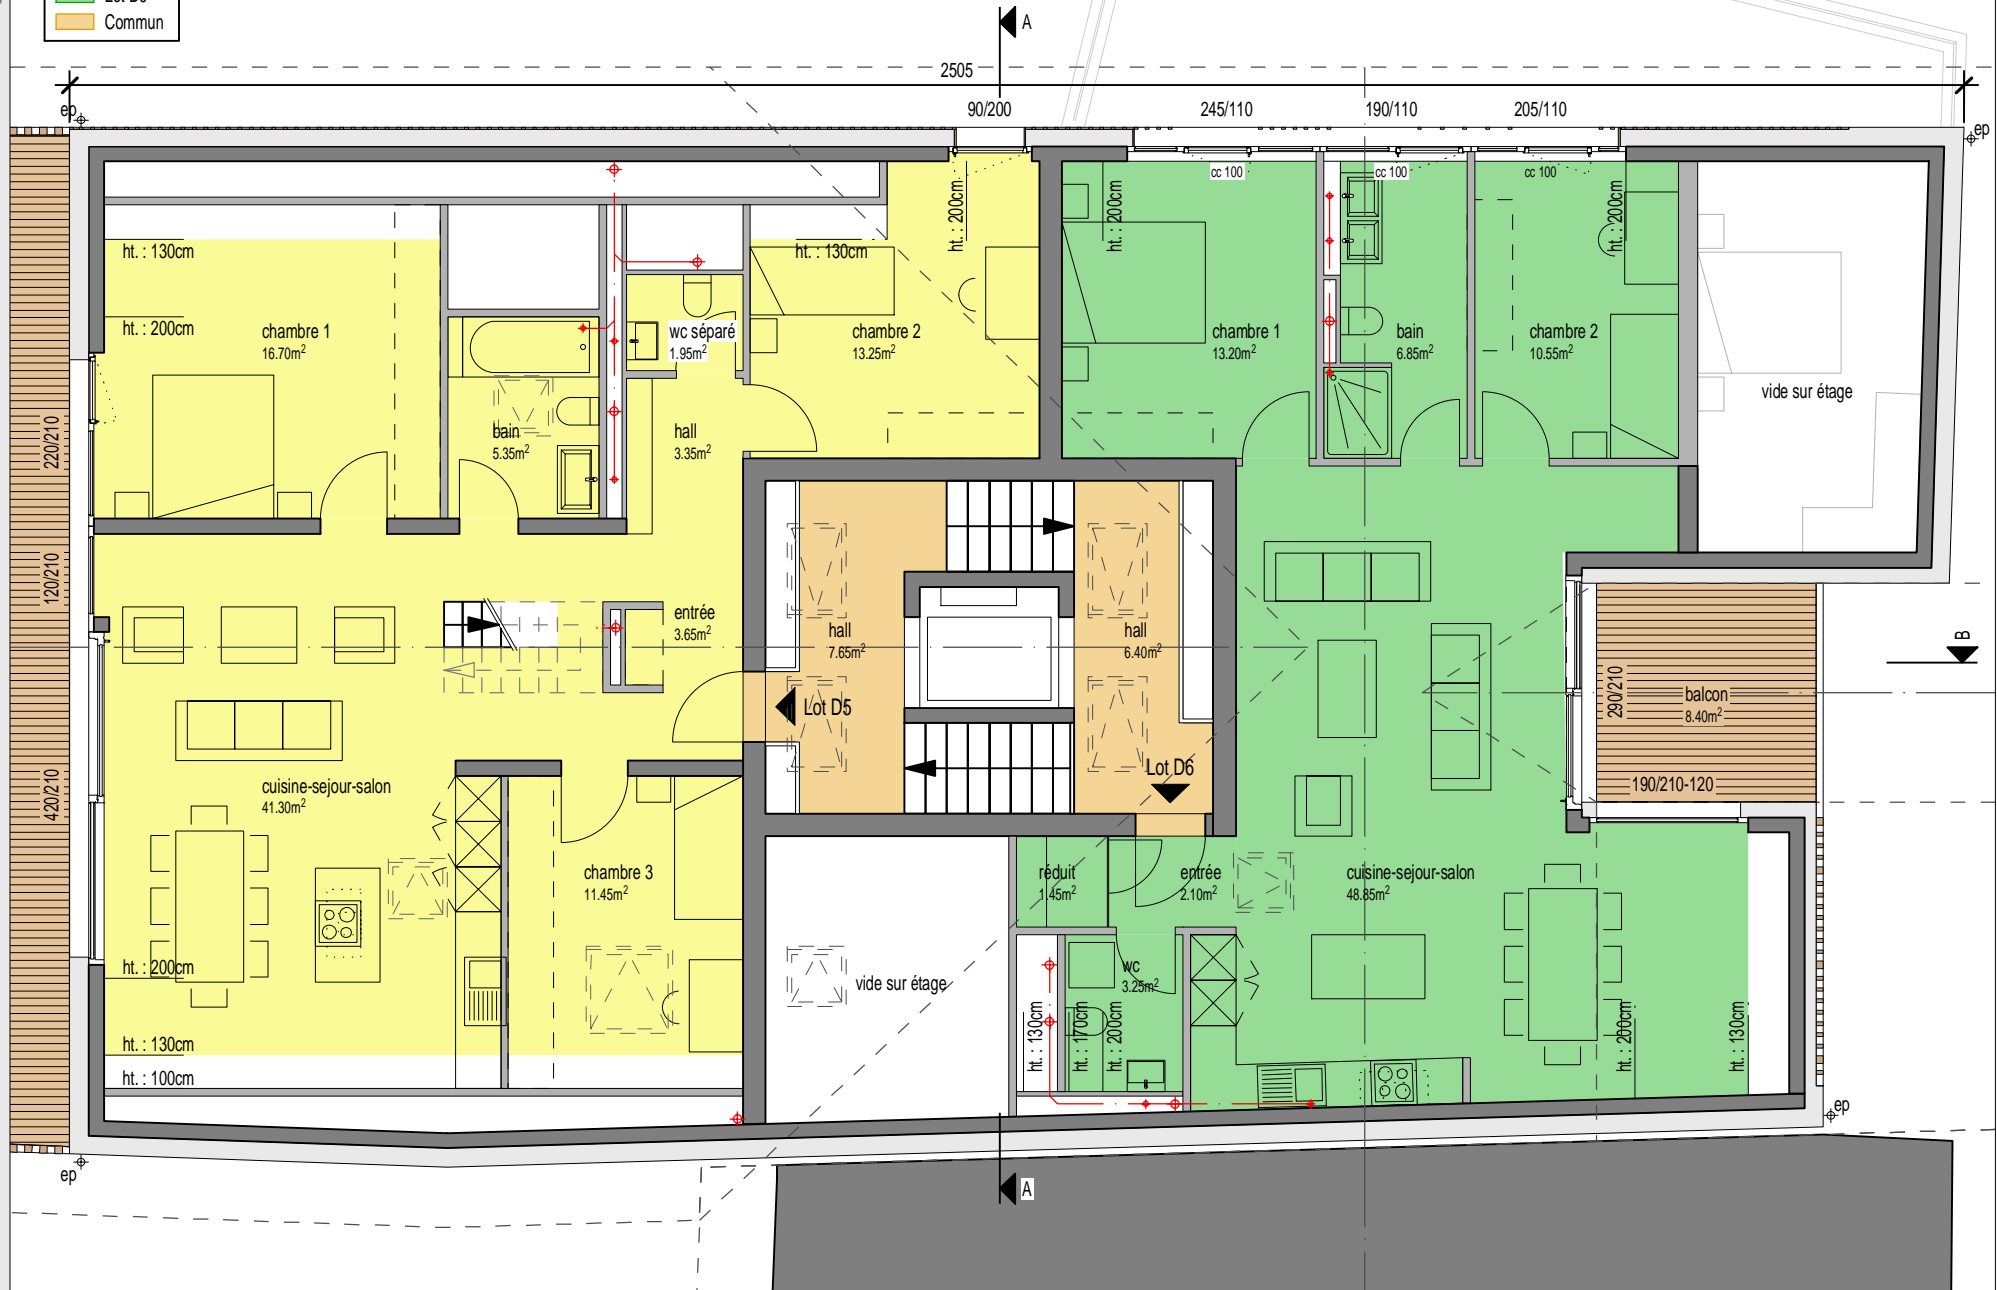 Commun
A
2505
ep
90/200
245/110
190/110
205/110
ep
cc 100
cc 100
cc 100
ht. : 200cm
ht. : 200cm
ht. : 200cm
ht. : 130cm
ht. : 130cm
ht. : 200cm
chambre 1
16.70m²
wc séparé
1.95m²
chambre 2
13.25m²
chambre 1
13.20m²
bain
6.85m²
chambre 2
10.55m²
vide sur étage
220/210
bain
5.35m²
hall
3.35m²
120/210
entrée
3.65m²
hall
7.65m²
hall
6.40m²
B
290/210
balcon
8.40m²
Lot D5
Lot D6
190/210-120
420/210
cuisine-sejour-salon
41.30m²
chambre 3
11.45m²
réduit
1.45m²
entrée
2.10m²
cuisine-sejour-salon
48.85m²
ht. : 200cm
vide sur étage
wc
3.25m²
ht. : 130cm
ht. : 170cm
ht. : 200cm
ht. : 200cm
ht. : 130cm
ht. : 130cm
ht. : 100cm
ep
ep
A